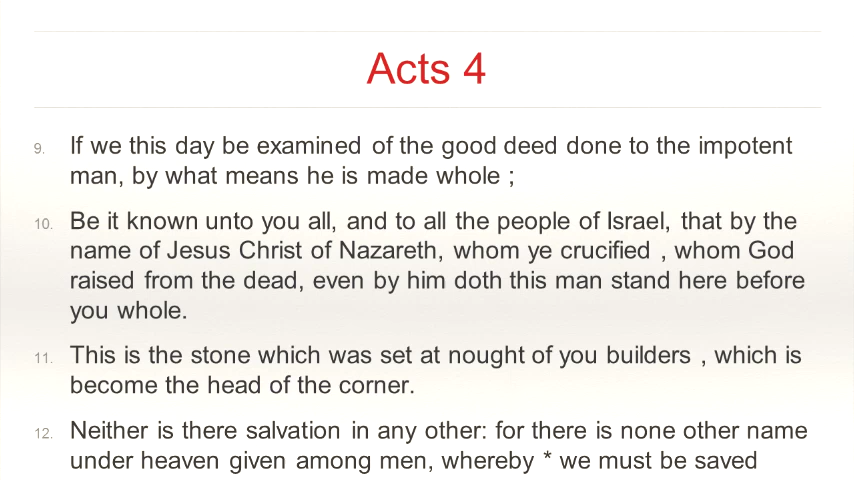 Acts 4
9. If we this day be examined of the good deed done to the impotent
man, by what means he is made whole ;
10. Be it known unto you all, and to all the people of Israel, that by the
name of Jesus Christ of Nazareth, whom ye crucified , whom God
raised from the dead, even by him doth this man stand here before
you whole.
11. This is the stone which was set at nought of you builders , which is
become the head of the corner.
12. Neither is there salvation in any other: for there is none other name
under heaven given among men, whereby * we must be saved